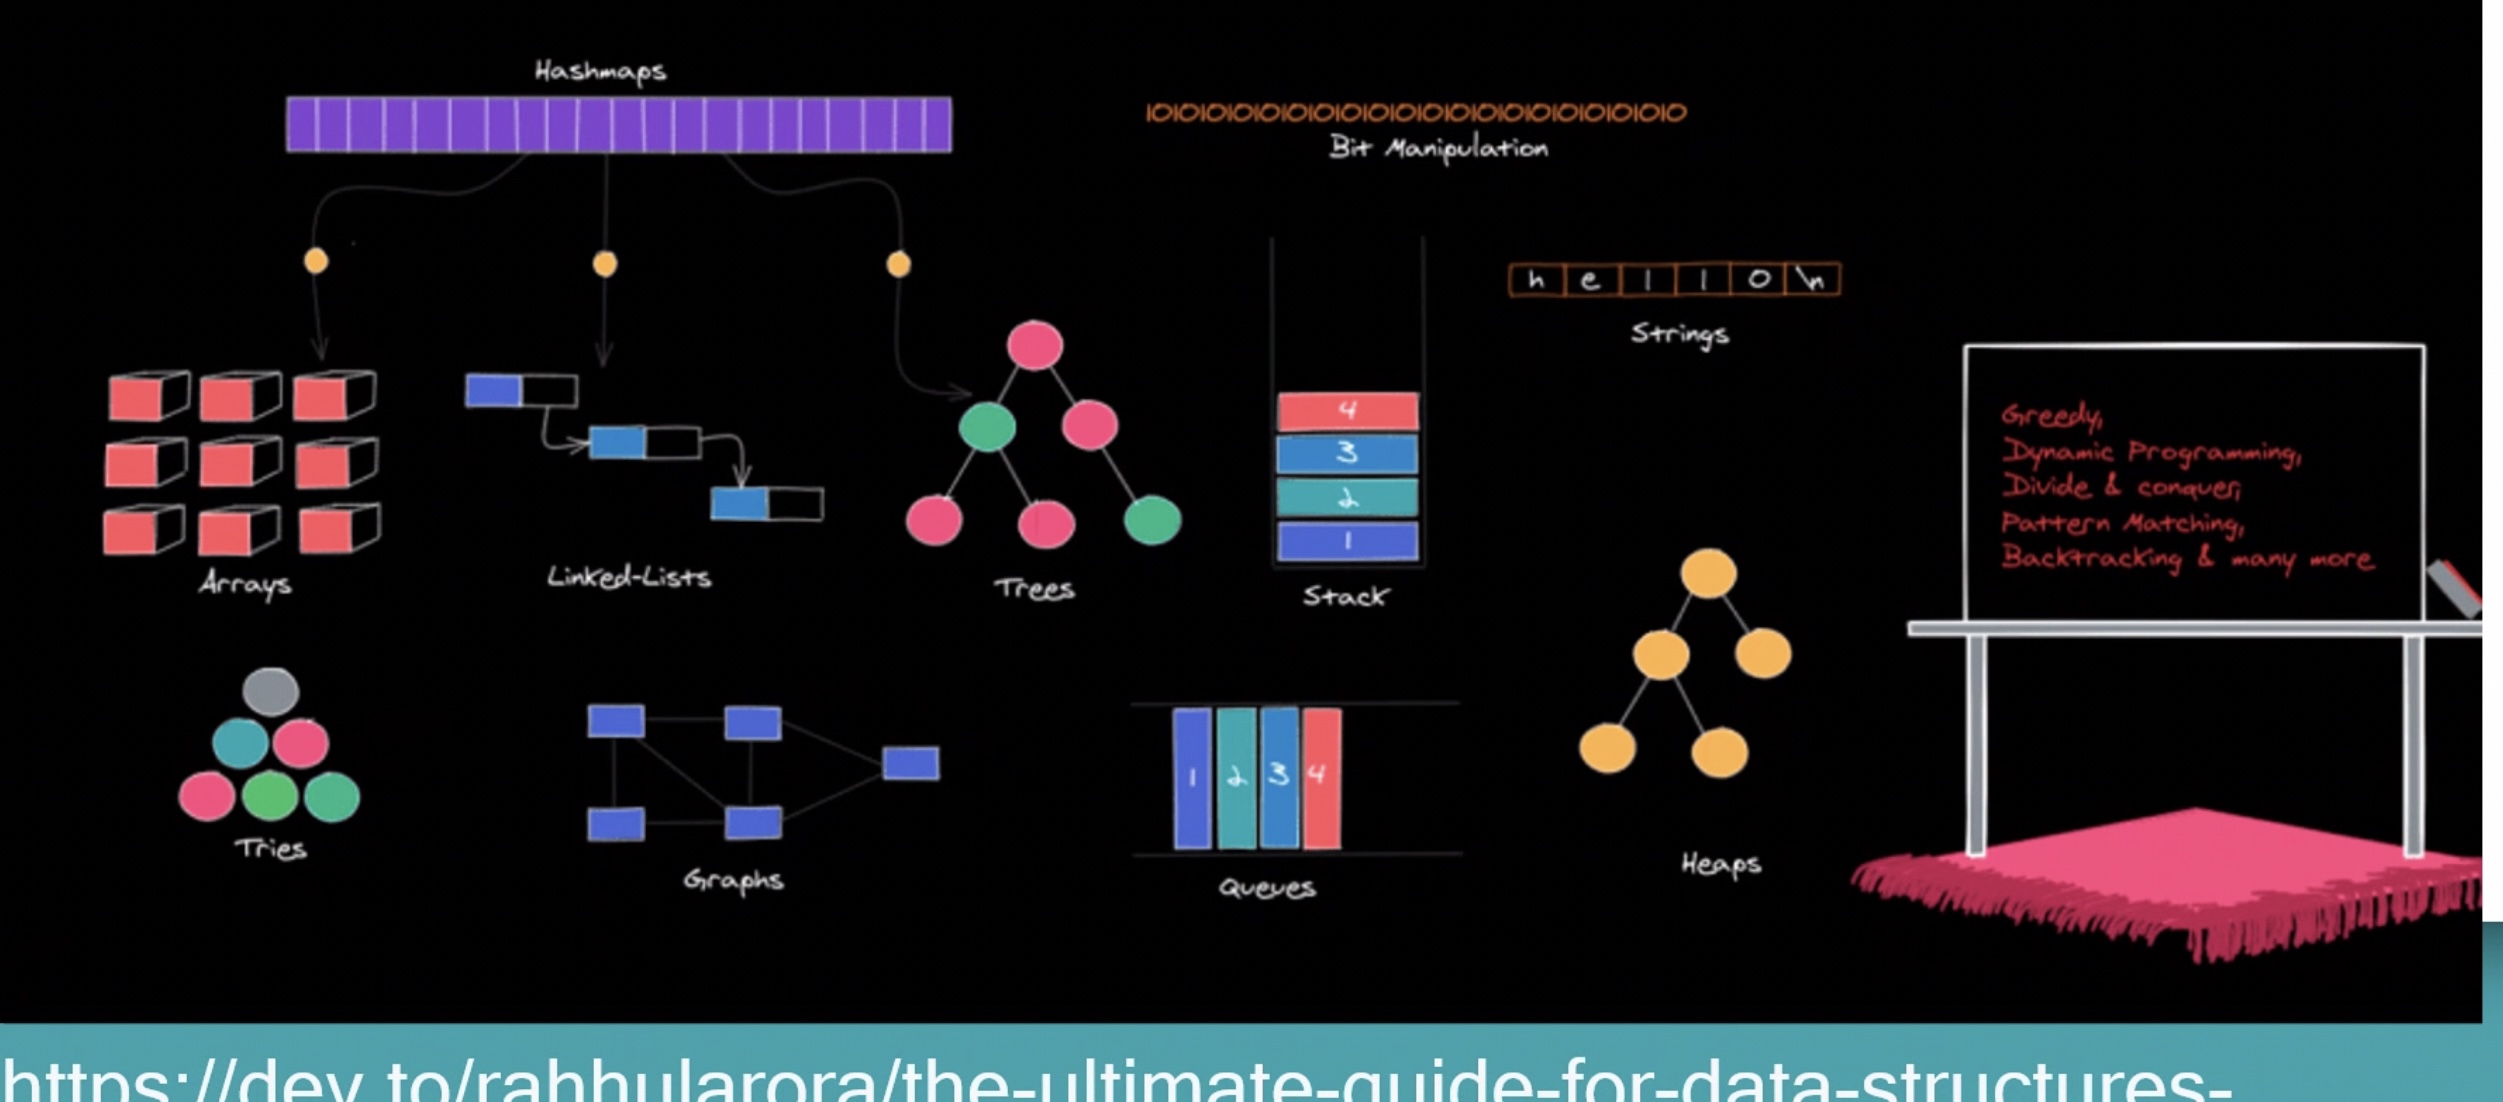 Hashmaps
1010101010101010101010101010101010101010
Bit Manipulation
h e l l o \n
Strings
4
3
2
1
Stack
Arrays
Linked-Lists
Trees
Greedy,
Dynamic Programming,
Divide & conquer,
Pattern Matching,
Backtracking & many more
Tries
Graphs
1 2 3 4
Queues
Heaps
https://dev.to/rahhularora/the-ultimate-guide-for-data-structures-